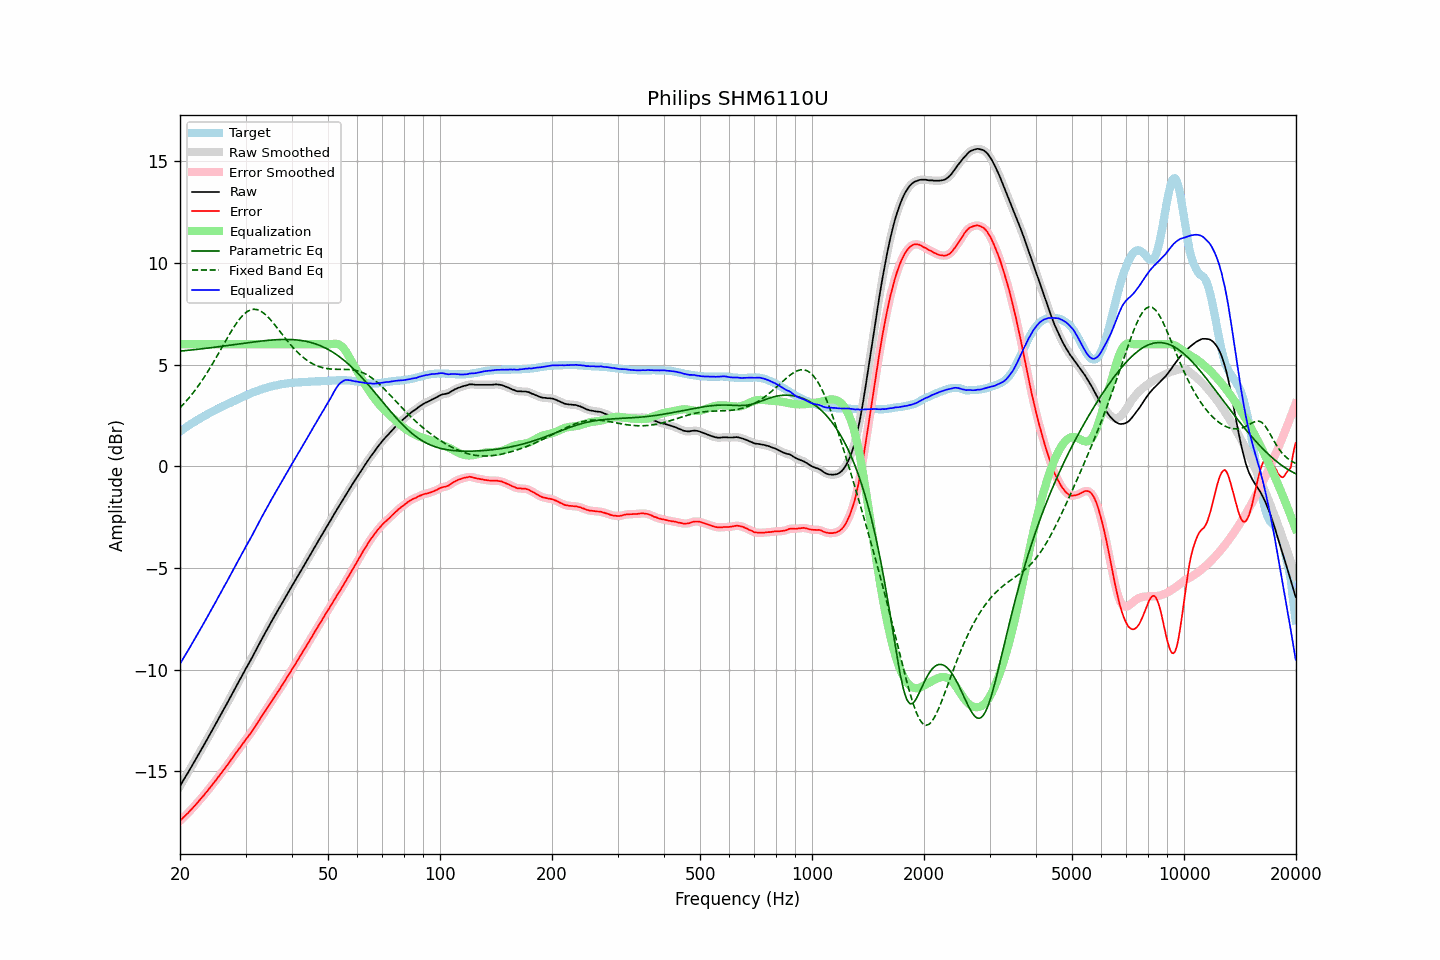 Philips SHM6110U
Target
Raw Smoothed
Error Smoothed
Raw
Error
Equalization
Parametric Eq
Fixed Band Eq
Equalized
Amplitude (dBr)
15
10
5
0
−5
−10
−15
20
50
100
200
500
1000
2000
5000
10000
20000
Frequency (Hz)